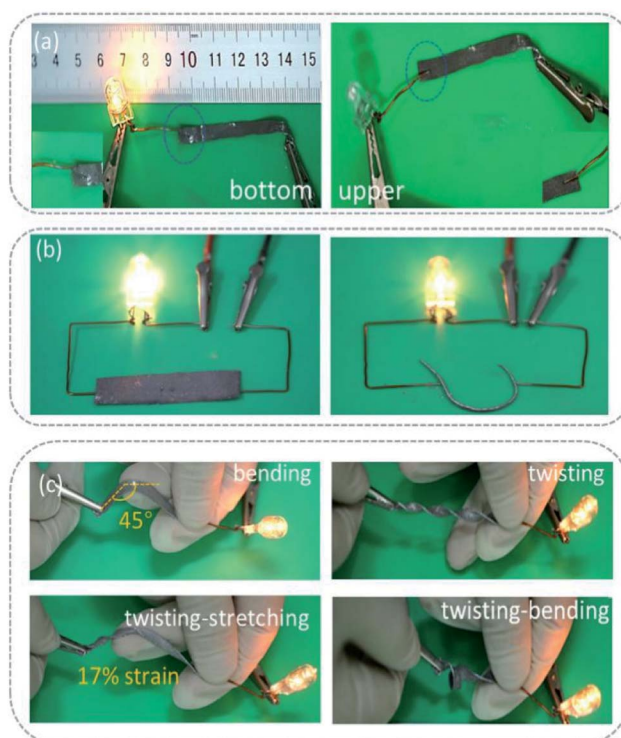 (a)
3 4 5 6 7 8 9 10 11 12 13 14 15
bottom
upper
(b)
(c)
bending
45°
twisting
twisting-stretching
17% strain
twisting-bending